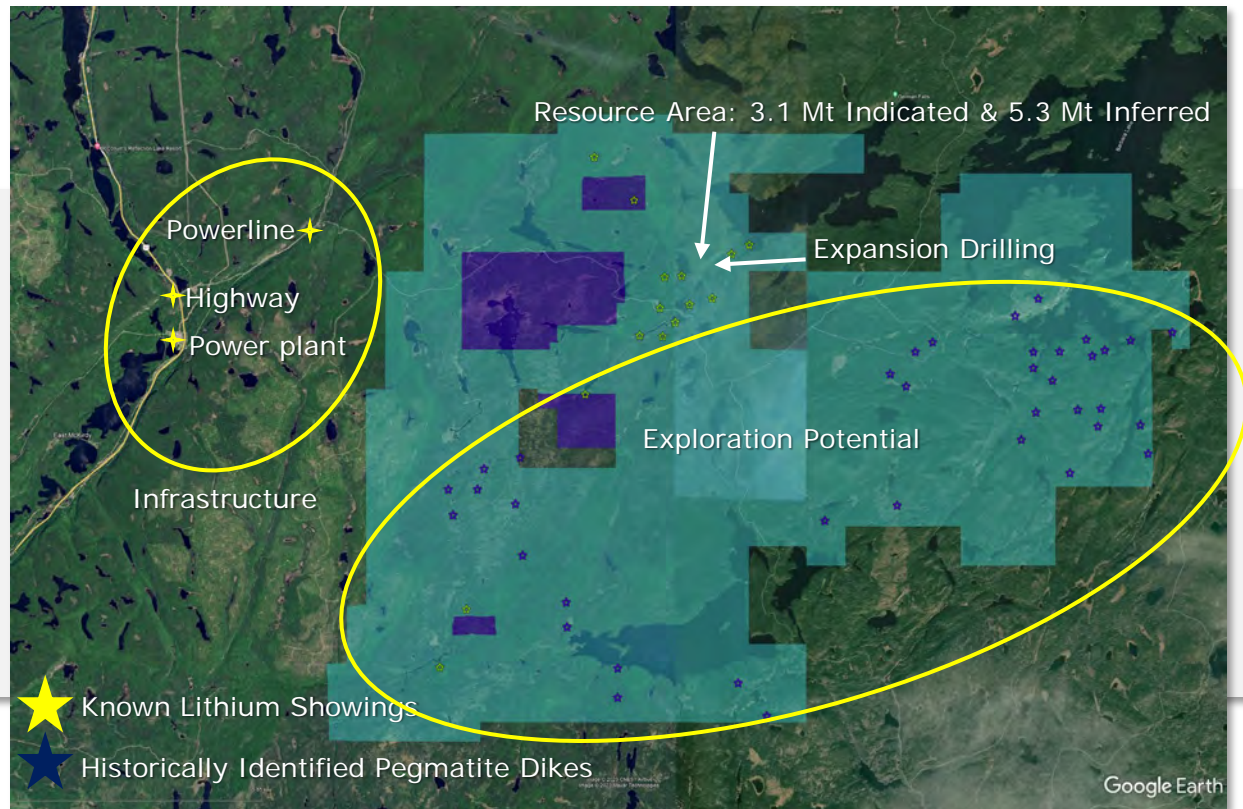 Resource Area: 3.1 Mt Indicated & 5.3 Mt Inferred
Powerline
Expansion Drilling
Highway
Power plant
Exploration Potential
Infrastructure
Known Lithium Showings
Historically Identified Pegmatite Dikes
Google Earth